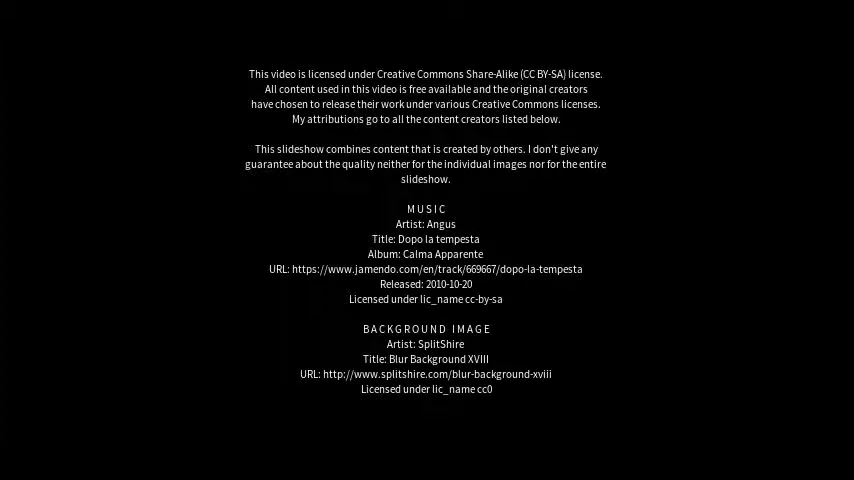 This video is licensed under Creative Commons Share-Alike (CC BY-SA) license.
All content used in this video is free available and the original creators
have chosen to release their work under various Creative Commons licenses.
My attributions go to all the content creators listed below.
This slideshow combines content that is created by others. I don't give any
guarantee about the quality neither for the individual images nor for the entire
slideshow.
MUSIC
Artist: Angus
Title: Dopo la tempesta
Album: Calma Apparente
URL: https://www.jamendo.com/en/track/669667/dopo-la-tempesta
Released: 2010-10-20
Licensed under lic_name cc-by-sa
BACKGROUND IMAGE
Artist: SplitShire
Title: Blur Background XVIII
URL: http://www.splitshire.com/blur-background-xviii
Licensed under lic_name cc0